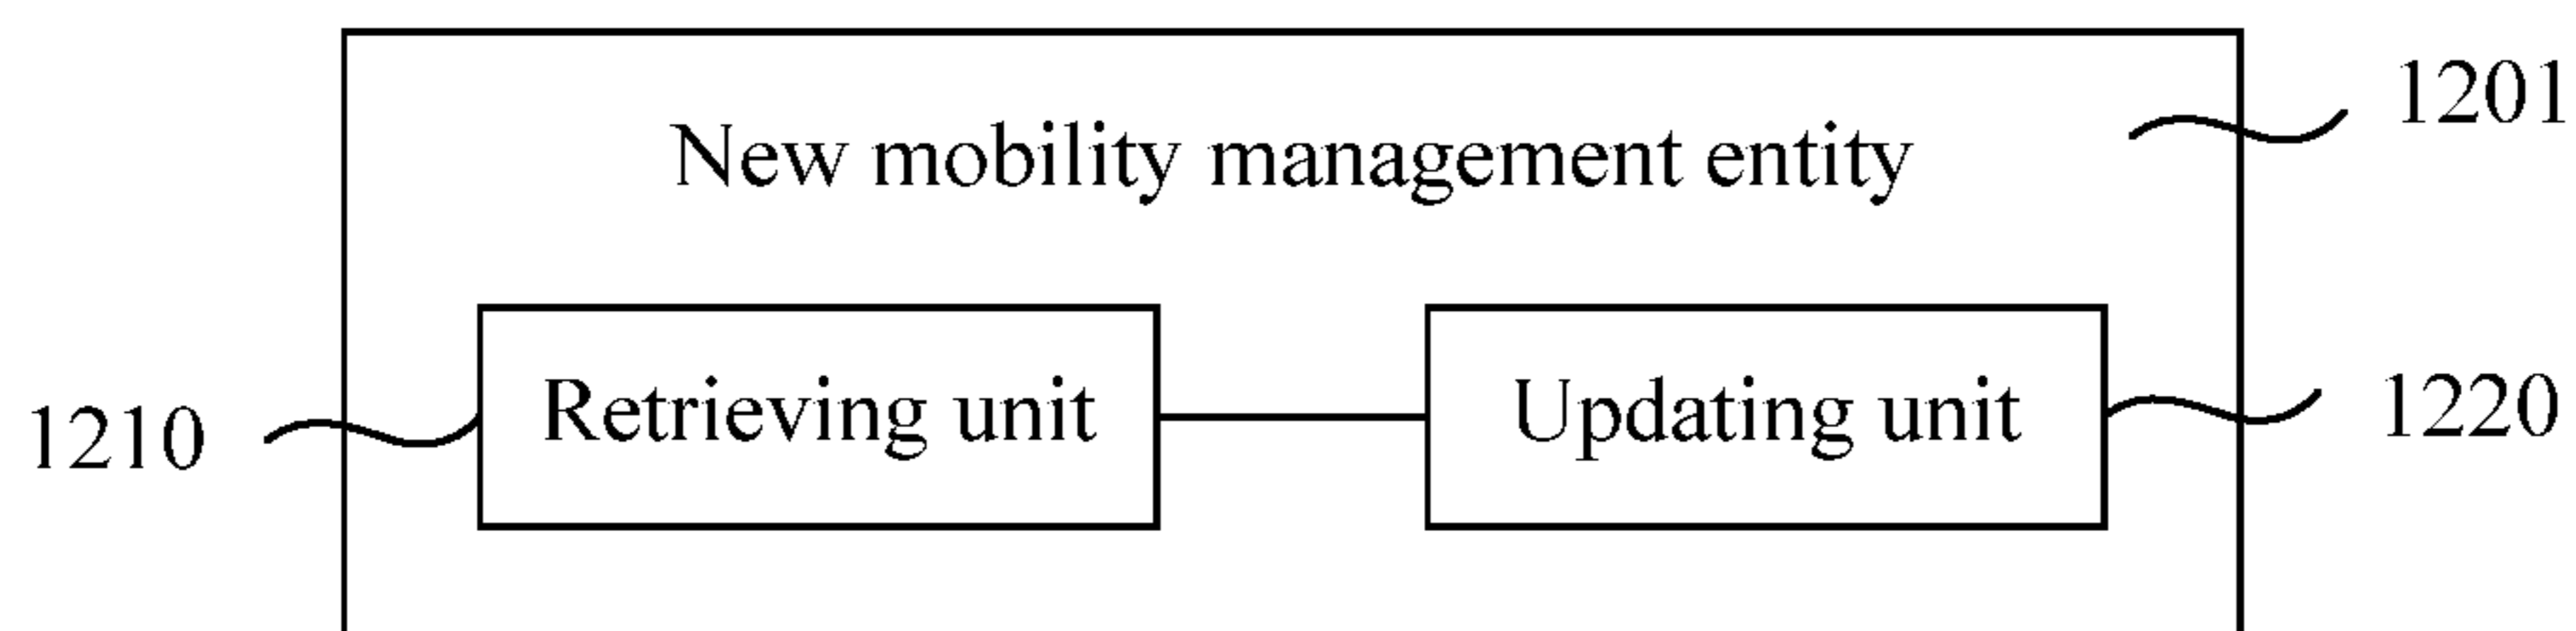 1201
New mobility management entity
1210
Retrieving unit
Updating unit
1220